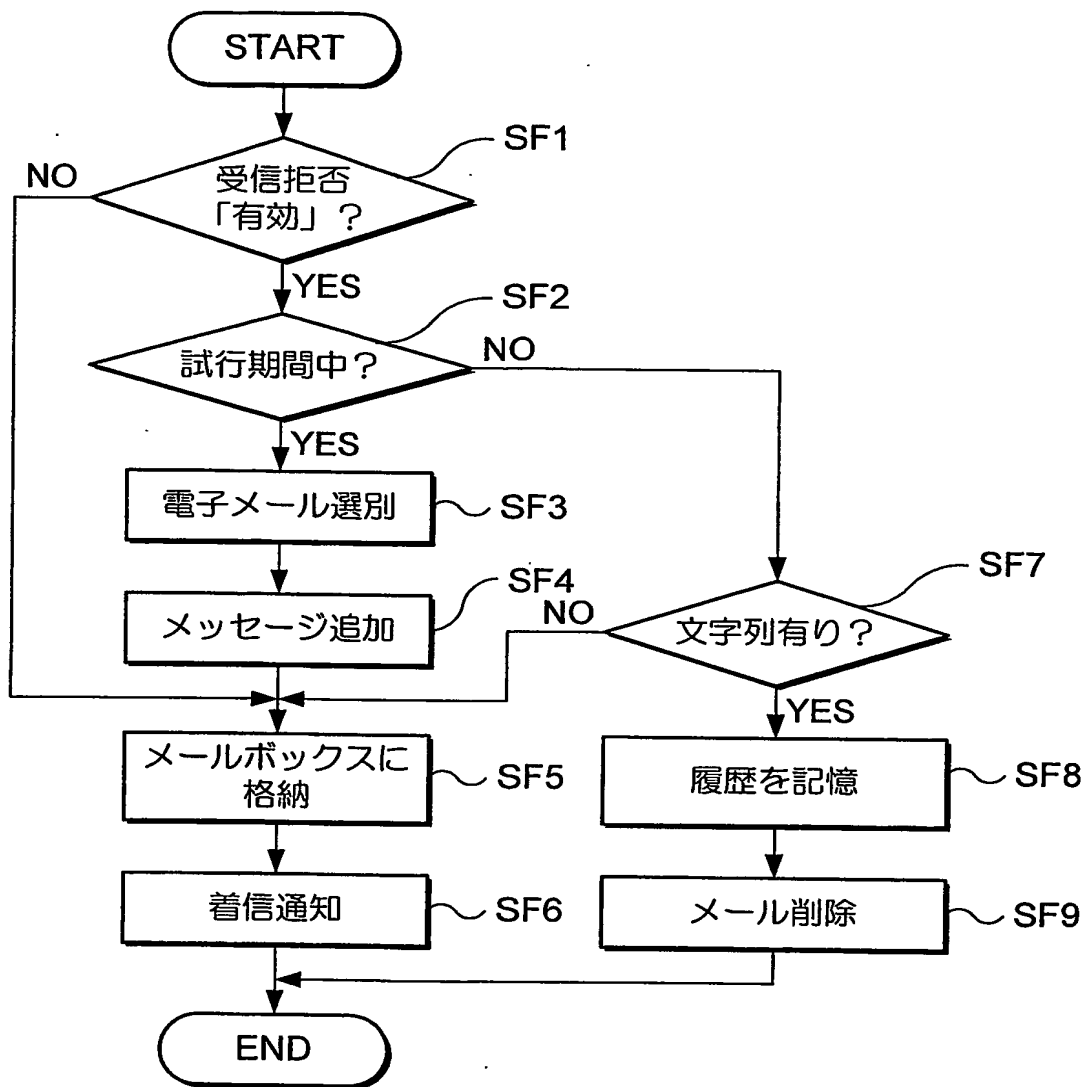 START
SF1
NO
受信拒否
「有効」?
YES
SF2
NO
試行期間中?
YES
電子メール選別
SF3
SF4
メッセージ追加
SF7
NO
文字列有り?
YES
メールボックスに
格納
SF5
履歴を記憶
SF8
着信通知
SF6
メール削除
SF9
END